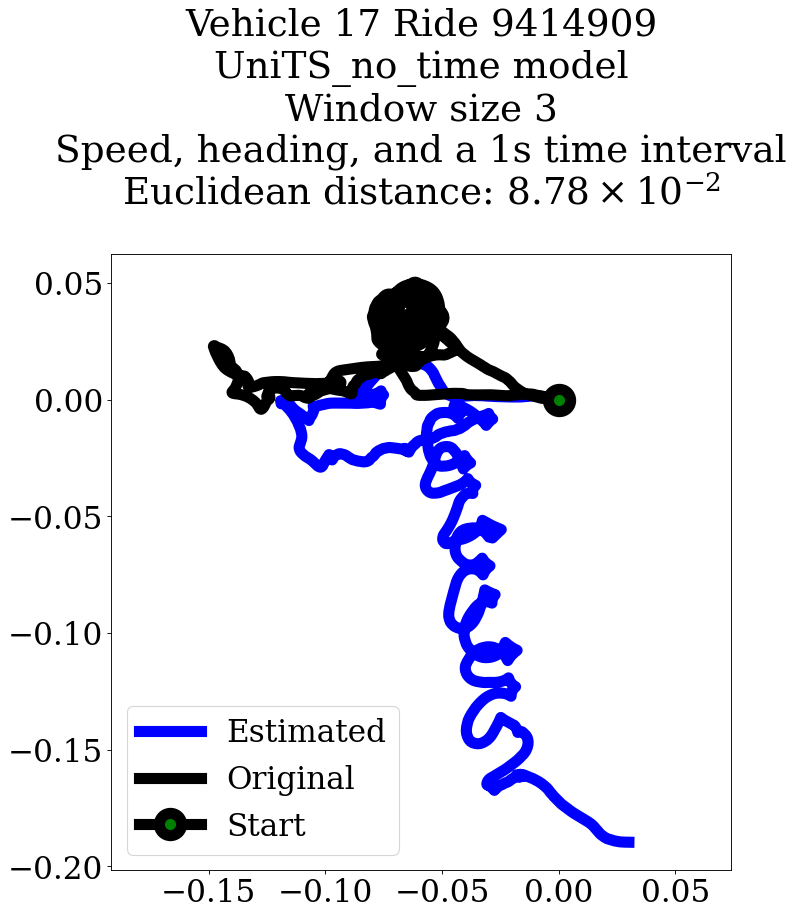 Vehicle 17 Ride 9414909
UniTS_no_time model
Window size 3
Speed, heading, and a 1s time interval
Euclidean distance: 8.78 × 10⁻²
0.05
0.00
−0.05
−0.10
−0.15
−0.20
Estimated
Original
Start
−0.15 −0.10 −0.05 0.00 0.05